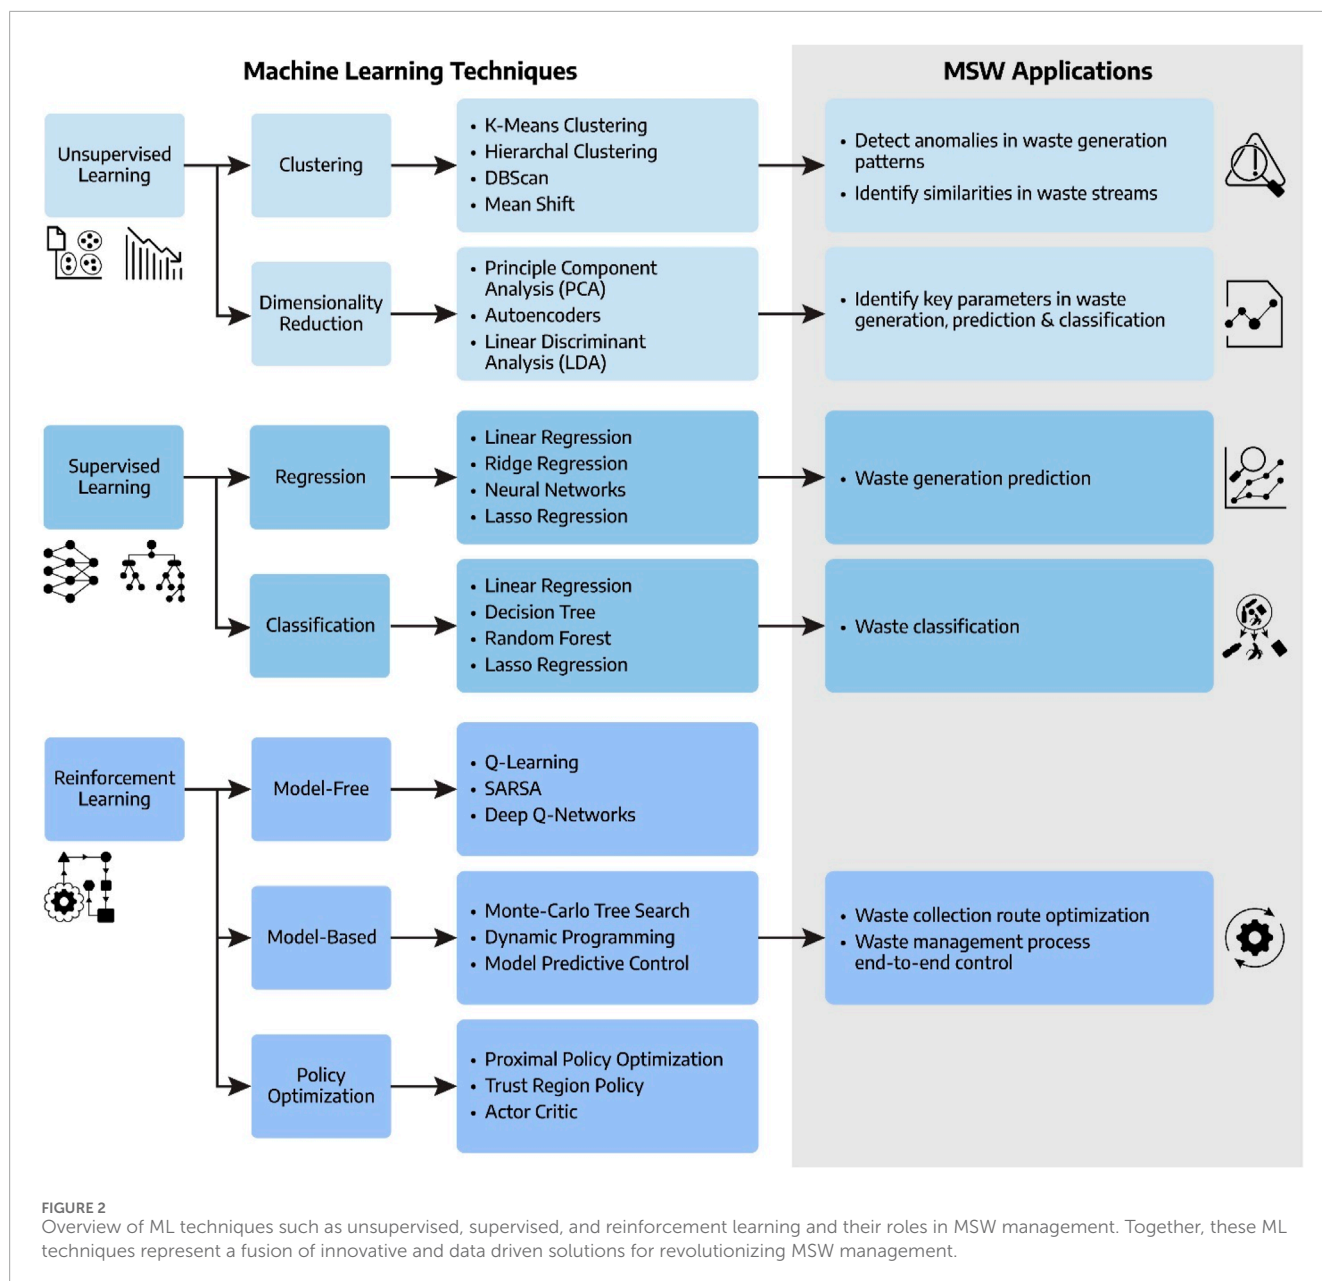 Machine Learning Techniques
MSW Applications
Unsupervised
Learning
Clustering
• K-Means Clustering
• Hierarchal Clustering
• DBScan
• Mean Shift
• Detect anomalies in waste generation
patterns
• Identify similarities in waste streams
Dimensionality
Reduction
• Principle Component
Analysis (PCA)
• Autoencoders
• Linear Discriminant
Analysis (LDA)
• Identify key parameters in waste
generation, prediction & classification
Supervised
Learning
Regression
• Linear Regression
• Ridge Regression
• Neural Networks
• Lasso Regression
• Waste generation prediction
Classification
• Linear Regression
• Decision Tree
• Random Forest
• Lasso Regression
• Waste classification
Reinforcement
Learning
Model-Free
• Q-Learning
• SARSA
• Deep Q-Networks
Model-Based
• Monte-Carlo Tree Search
• Dynamic Programming
• Model Predictive Control
• Waste collection route optimization
• Waste management process
end-to-end control
Policy
Optimization
• Proximal Policy Optimization
• Trust Region Policy
• Actor Critic
FIGURE 2
Overview of ML techniques such as unsupervised, supervised, and reinforcement learning and their roles in MSW management. Together, these ML
techniques represent a fusion of innovative and data driven solutions for revolutionizing MSW management.